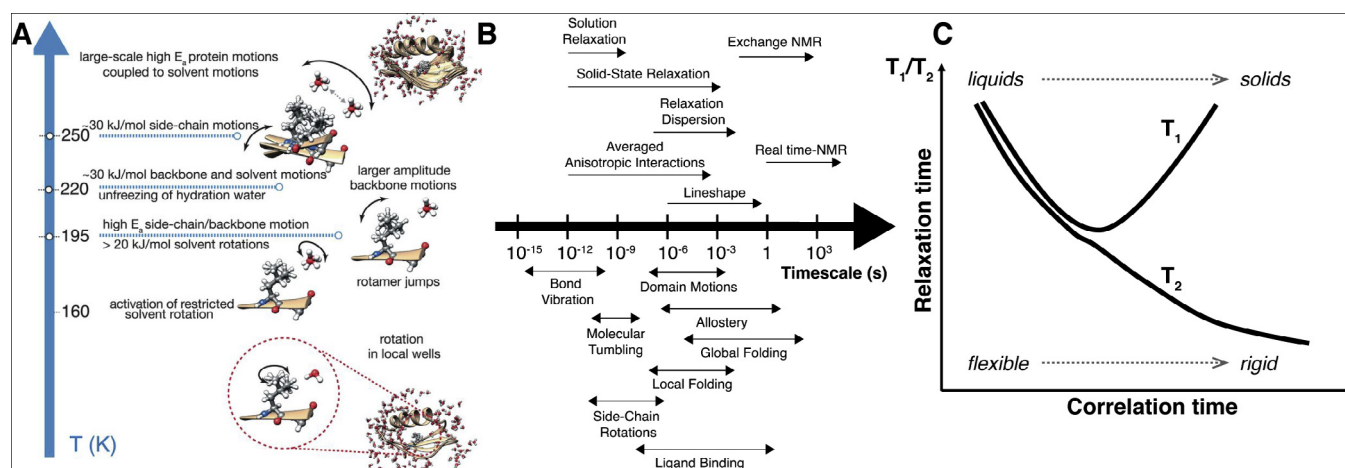 A
large-scale high Ea protein motions
coupled to solvent motions
~30 kJ/mol side-chain motions
250
~30 kJ/mol backbone and solvent motions
220
unfreezing of hydration water
larger amplitude
backbone motions
high Ea side-chain/backbone motion
195
> 20 kJ/mol solvent rotations
rotamer jumps
activation of restricted
solvent rotation
160
rotation
in local wells
T (K)
B
Solution
Relaxation
Exchange NMR
Solid-State Relaxation
Relaxation
Dispersion
Averaged
Anisotropic Interactions
Real time-NMR
Lineshape
10-15 10-12 10-9 10-6 10-3 1 103
Timescale (s)
Bond
Vibration
Domain Motions
Molecular
Tumbling
Allostery
Global Folding
Local Folding
Side-Chain
Rotations
Ligand Binding
C
T1/T2
liquids
solids
T1
T2
Relaxation time
flexible
rigid
Correlation time